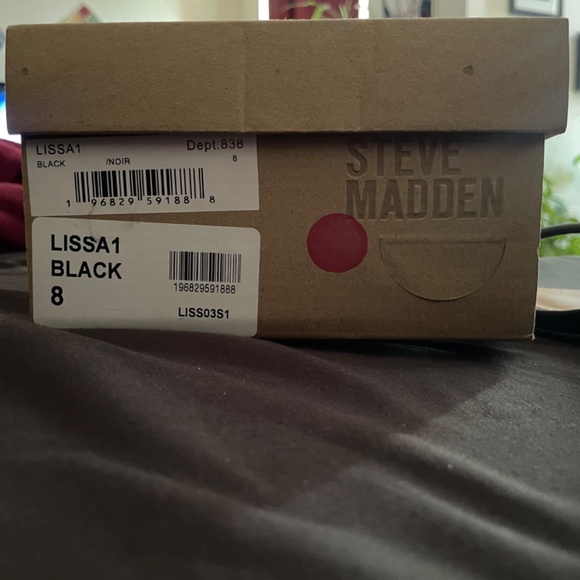 LISSA1 Dept.838
BLACK /NOIR 8
1 96829 59188 8
STEVE
MADDEN
LISSA1
BLACK
8
196829591888
LISS03S1